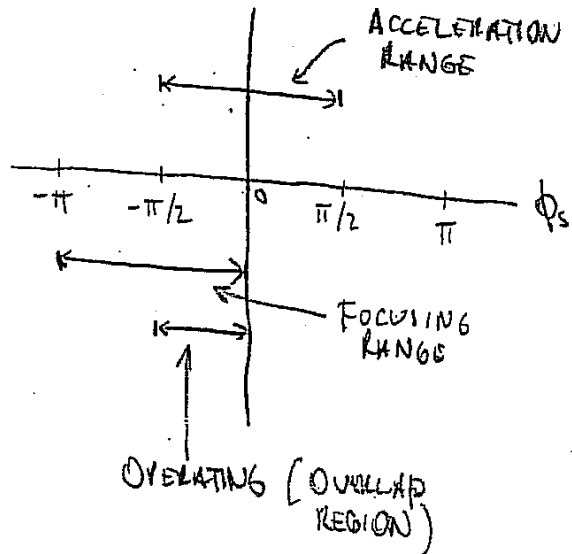 ACCELERATION
RANGE
-π
-π/2
0
π/2
π
ϕs
FOCUSING
RANGE
OPERATING (OVERLAP
REGION)